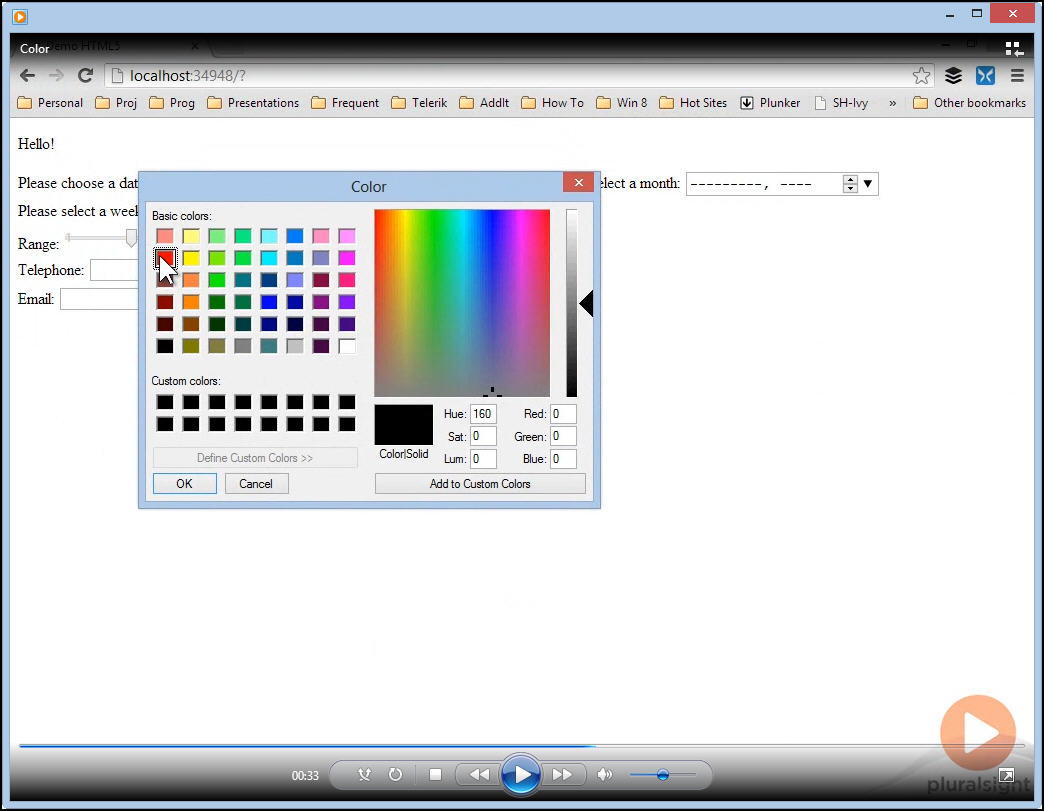 Color
Demo HTML5
localhost:34948/?
Personal Proj Prog Presentations Frequent Telerik AddIt How To Win 8 Hot Sites Plunker SH-Ivy » Other bookmarks
Hello!
Please choose a dat
elect a month: ---------, ----
Please select a week
Range:
Telephone:
Email:
Color
Basic colors:
Custom colors:
Define Custom Colors >>
OK Cancel
Color|Solid
Hue: 160 Red: 0
Sat: 0 Green: 0
Lum: 0 Blue: 0
Add to Custom Colors
00:33
pluralsight